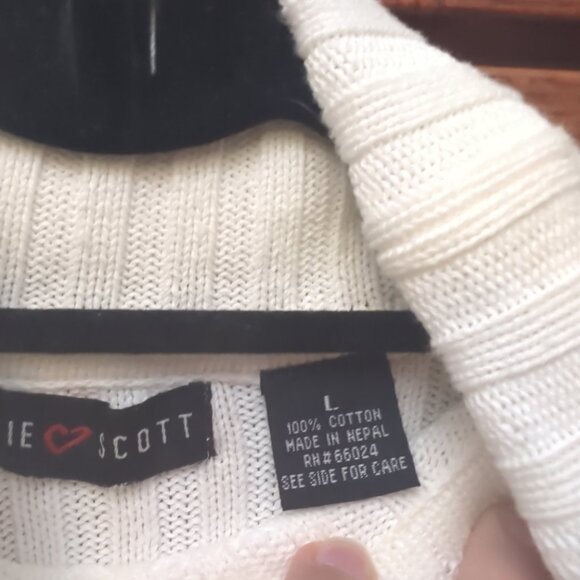 IE SCOTT
L
100% COTTON
MADE IN NEPAL
RN#66024
SEE SIDE FOR CARE